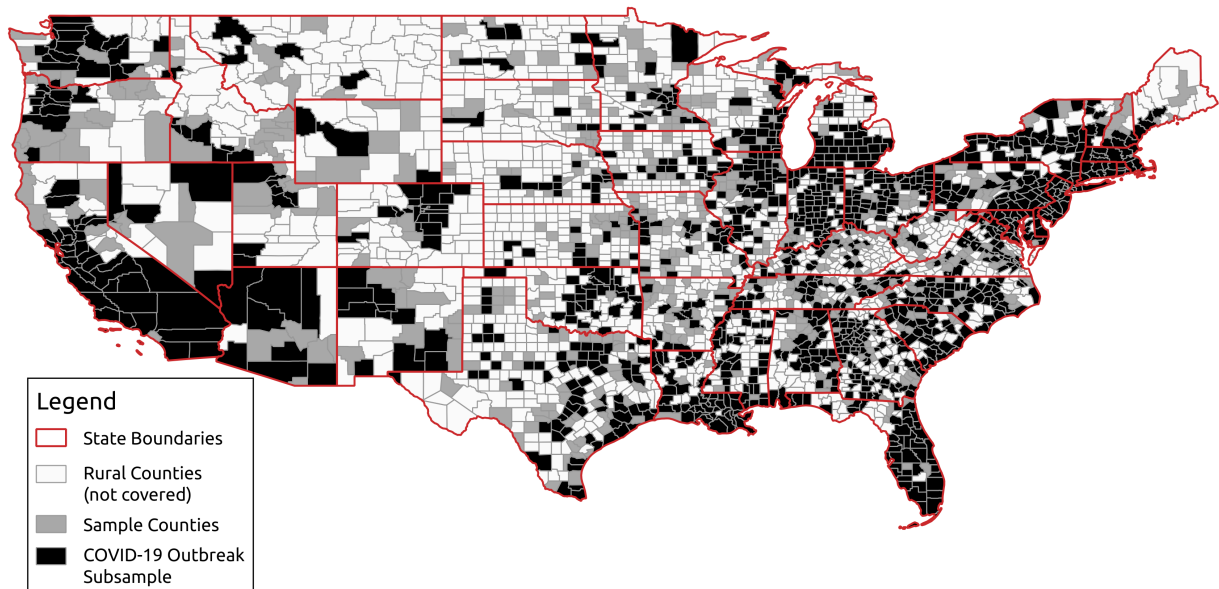 Legend
State Boundaries
Rural Counties
(not covered)
Sample Counties
COVID-19 Outbreak
Subsample